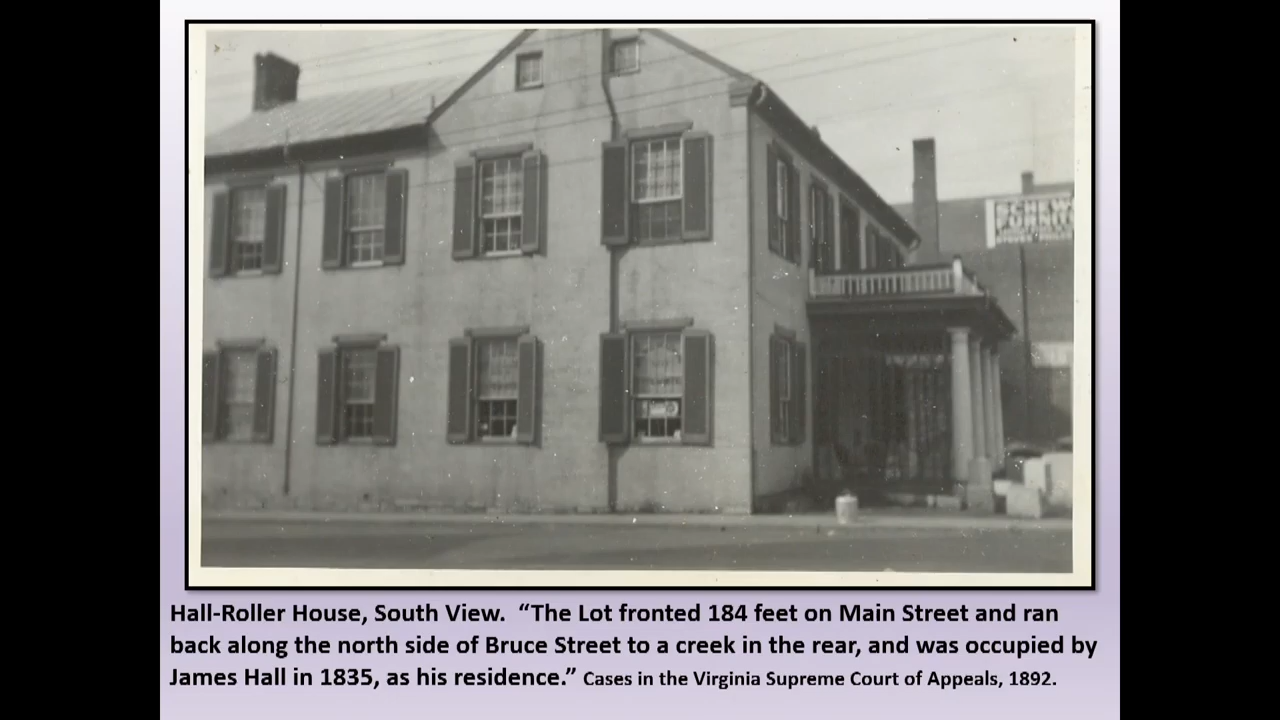 Hall-Roller House, South View. “The Lot fronted 184 feet on Main Street and ran
back along the north side of Bruce Street to a creek in the rear, and was occupied by
James Hall in 1835, as his residence.” Cases in the Virginia Supreme Court of Appeals, 1892.